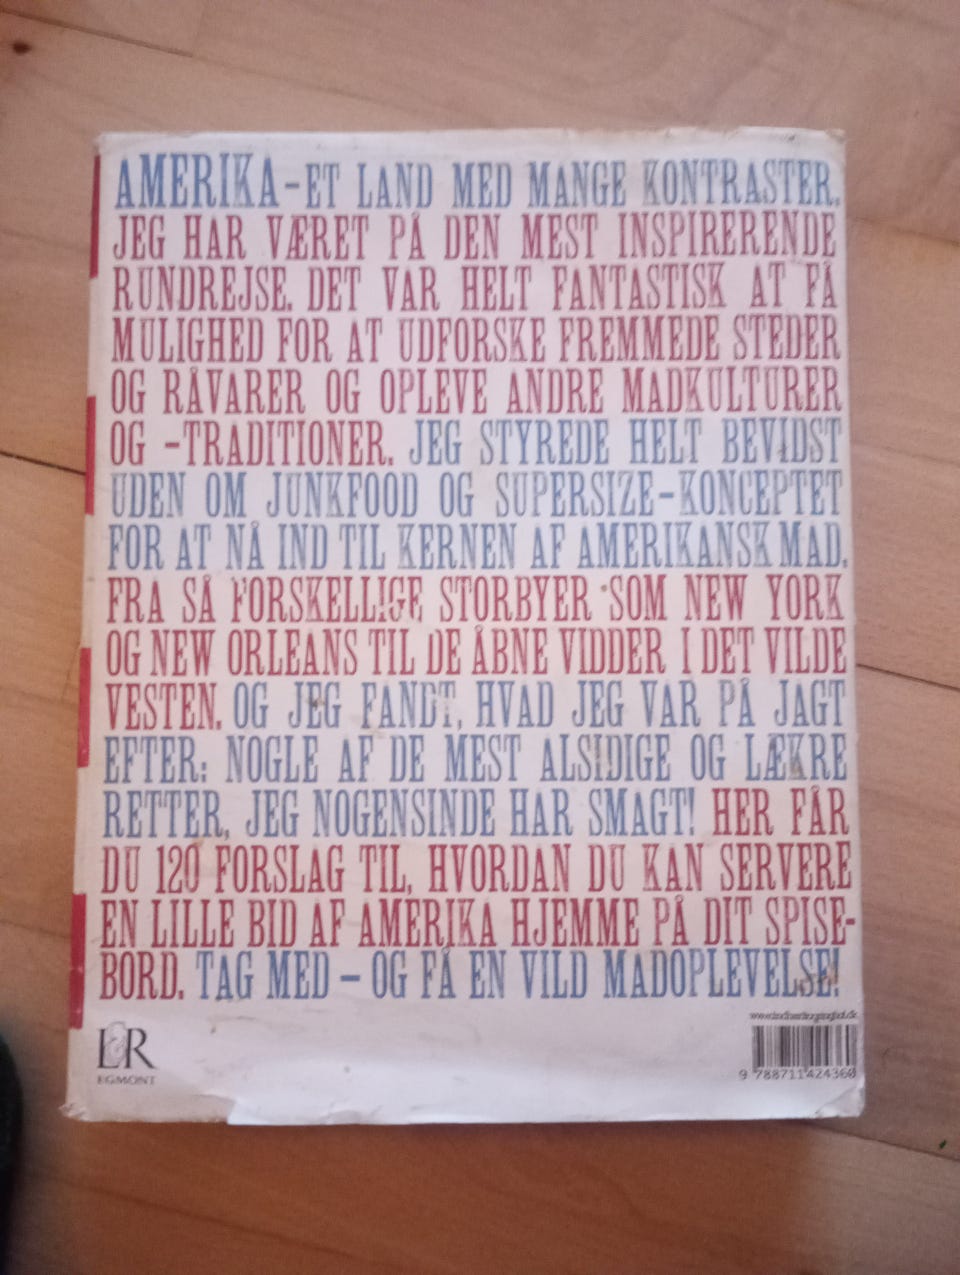 AMERIKA – ET LAND MED MANGE KONTRASTER.
JEG HAR VÆRET PÅ DEN MEST INSPIRERENDE
RUNDREJSE. DET VAR HELT FANTASTISK AT FÅ
MULIGHED FOR AT UDFORSKE FREMMEDE STEDER
OG RÅVARER OG OPLEVE ANDRE MADKULTURER
OG -TRADITIONER. JEG STYREDE HELT BEVIDST
UDEN OM JUNKFOOD OG SUPERSIZE-KONCEPTET
FOR AT NÅ IND TIL KERNEN AF AMERIKANSK MAD.
FRA SÅ FORSKELLIGE STORBYER SOM NEW YORK
OG NEW ORLEANS TIL DE ÅBNE VIDDER I DET VILDE
VESTEN. OG JEG FANDT, HVAD JEG VAR PÅ JAGT
EFTER: NOGLE AF DE MEST ALSIDIGE OG LÆKRE
RETTER, JEG NOGENSINDE HAR SMAGT! HER FÅR
DU 120 FORSLAG TIL, HVORDAN DU KAN SERVERE
EN LILLE BID AF AMERIKA HJEMME PÅ DIT SPISE-
BORD. TAG MED – OG FÅ EN VILD MADOPLEVELSE!
www.lindhardtogringhof.dk
L&R
EGMONT
9 788711 424360